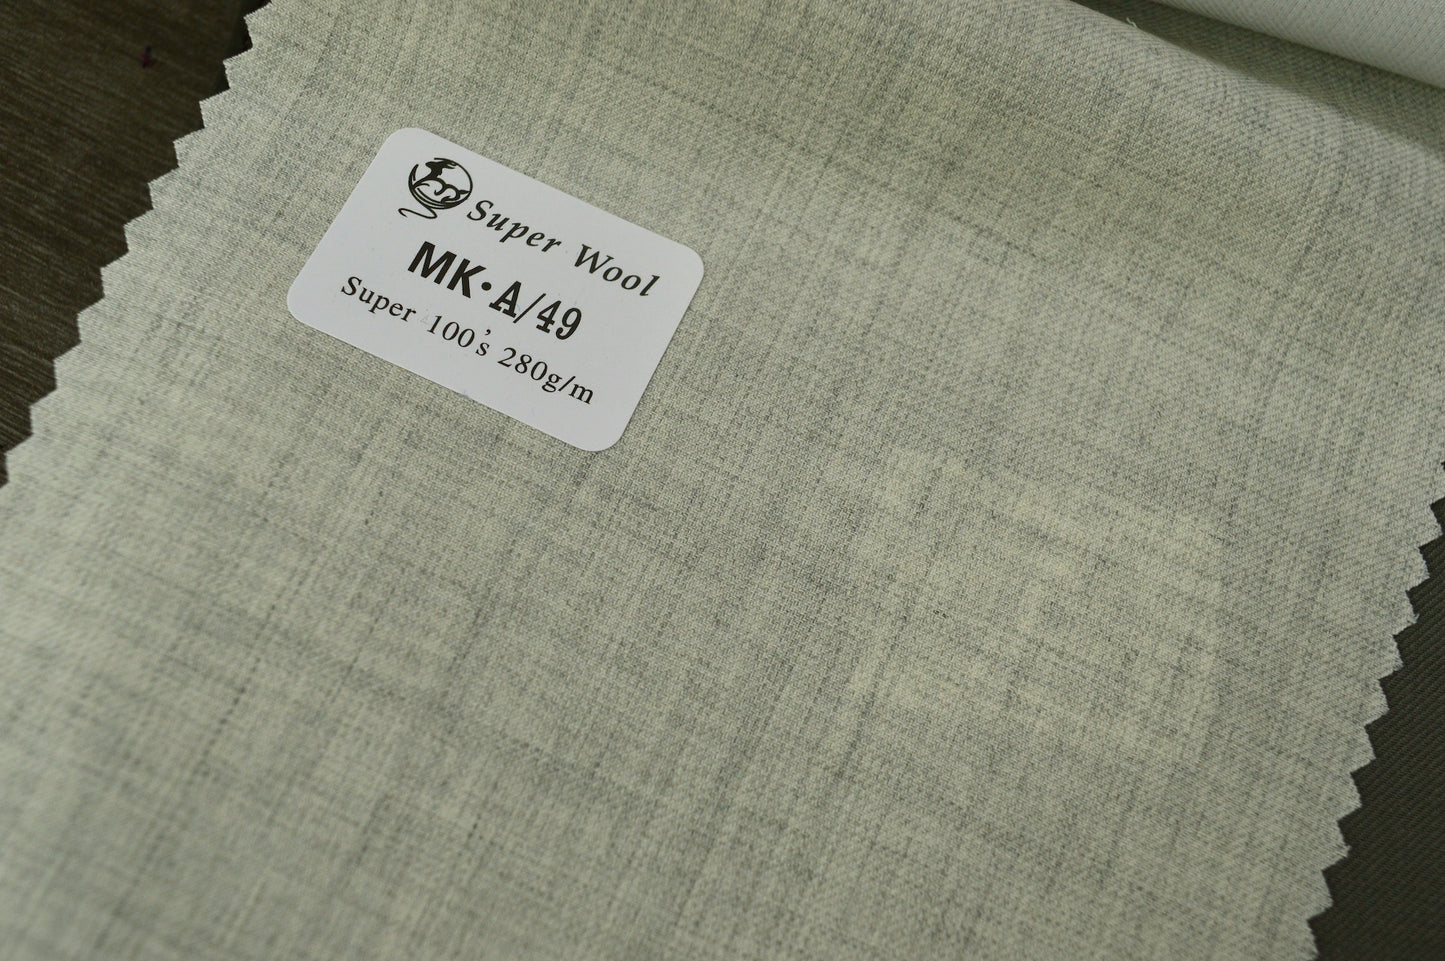 Super Wool
MK·A/49
Super 100's 280g/m